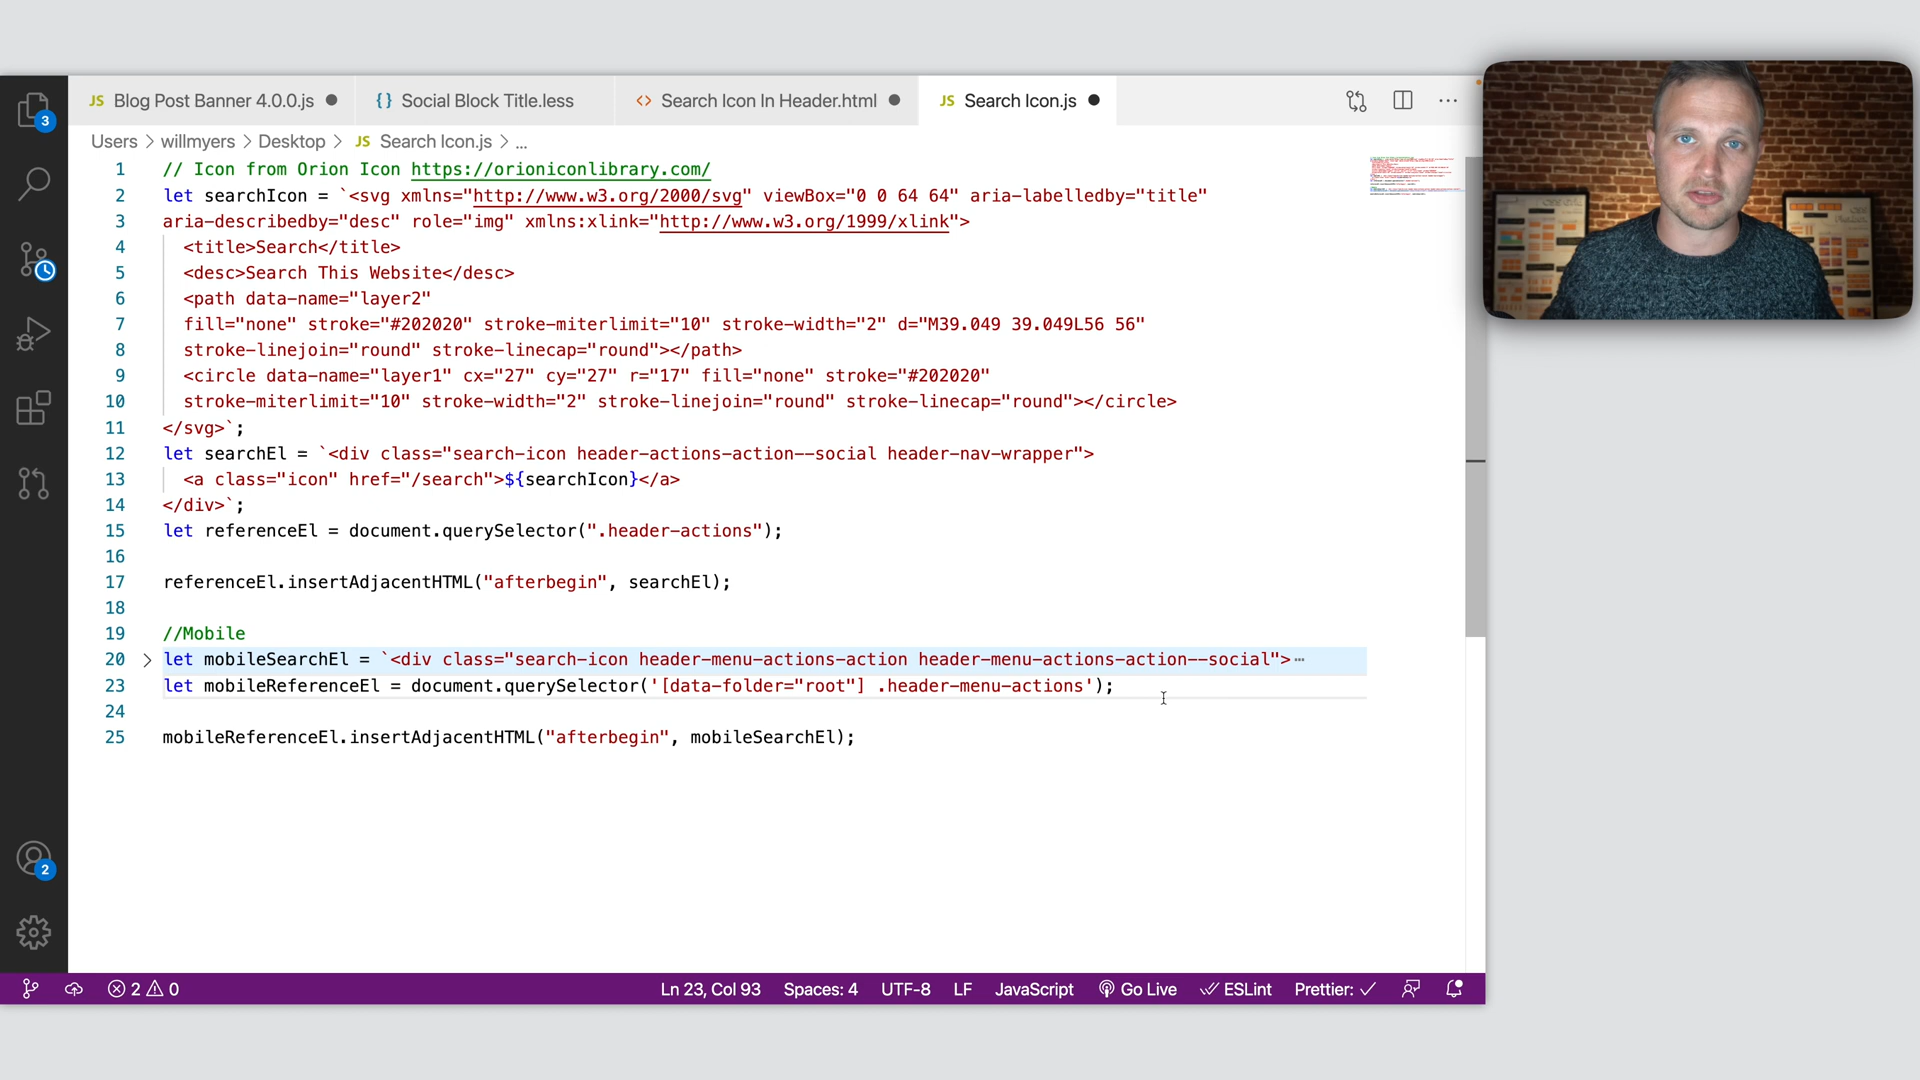 JS Blog Post Banner 4.0.0.js
{} Social Block Title.less
<> Search Icon In Header.html
JS Search Icon.js
Users > willmyers > Desktop > JS Search Icon.js > ...
1 // Icon from Orion Icon https://orioniconlibrary.com/
2 let searchIcon = `<svg xmlns="http://www.w3.org/2000/svg" viewBox="0 0 64 64" aria-labelledby="title"
3 aria-describedby="desc" role="img" xmlns:xlink="http://www.w3.org/1999/xlink">
4 <title>Search</title>
5 <desc>Search This Website</desc>
6 <path data-name="layer2"
7 fill="none" stroke="#202020" stroke-miterlimit="10" stroke-width="2" d="M39.049 39.049L56 56"
8 stroke-linejoin="round" stroke-linecap="round"></path>
9 <circle data-name="layer1" cx="27" cy="27" r="17" fill="none" stroke="#202020"
10 stroke-miterlimit="10" stroke-width="2" stroke-linejoin="round" stroke-linecap="round"></circle>
11 </svg>`;
12 let searchEl = `<div class="search-icon header-actions-action--social header-nav-wrapper">
13 <a class="icon" href="/search">${searchIcon}</a>
14 </div>`;
15 let referenceEl = document.querySelector(".header-actions");
16
17 referenceEl.insertAdjacentHTML("afterbegin", searchEl);
18
19 //Mobile
20 let mobileSearchEl = `<div class="search-icon header-menu-actions-action header-menu-actions-action--social">⋯
23 let mobileReferenceEl = document.querySelector('[data-folder="root"] .header-menu-actions');
24
25 mobileReferenceEl.insertAdjacentHTML("afterbegin", mobileSearchEl);
3
2
2 0
Ln 23, Col 93
Spaces: 4
UTF-8
LF
JavaScript
Go Live
ESLint
Prettier: ✓